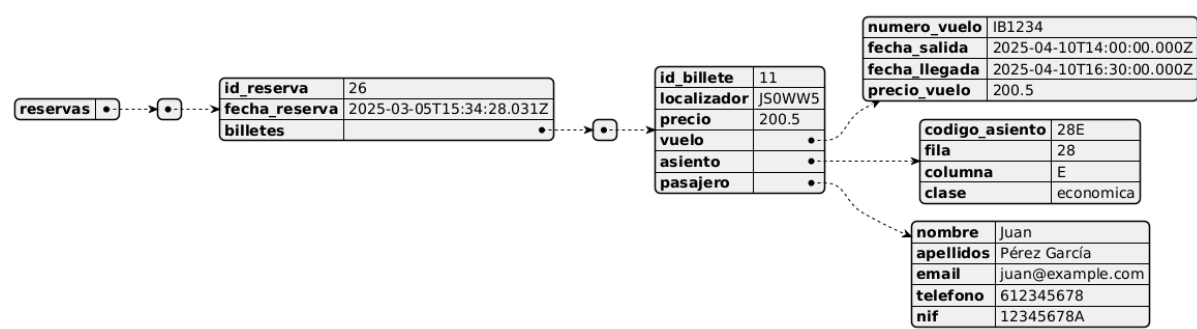 reservas
id_reserva 26
fecha_reserva 2025-03-05T15:34:28.031Z
billetes
id_billete 11
localizador JS0WW5
precio 200.5
vuelo
asiento
pasajero
numero_vuelo IB1234
fecha_salida 2025-04-10T14:00:00.000Z
fecha_llegada 2025-04-10T16:30:00.000Z
precio_vuelo 200.5
codigo_asiento 28E
fila 28
columna E
clase economica
nombre Juan
apellidos Pérez García
email juan@example.com
telefono 612345678
nif 12345678A